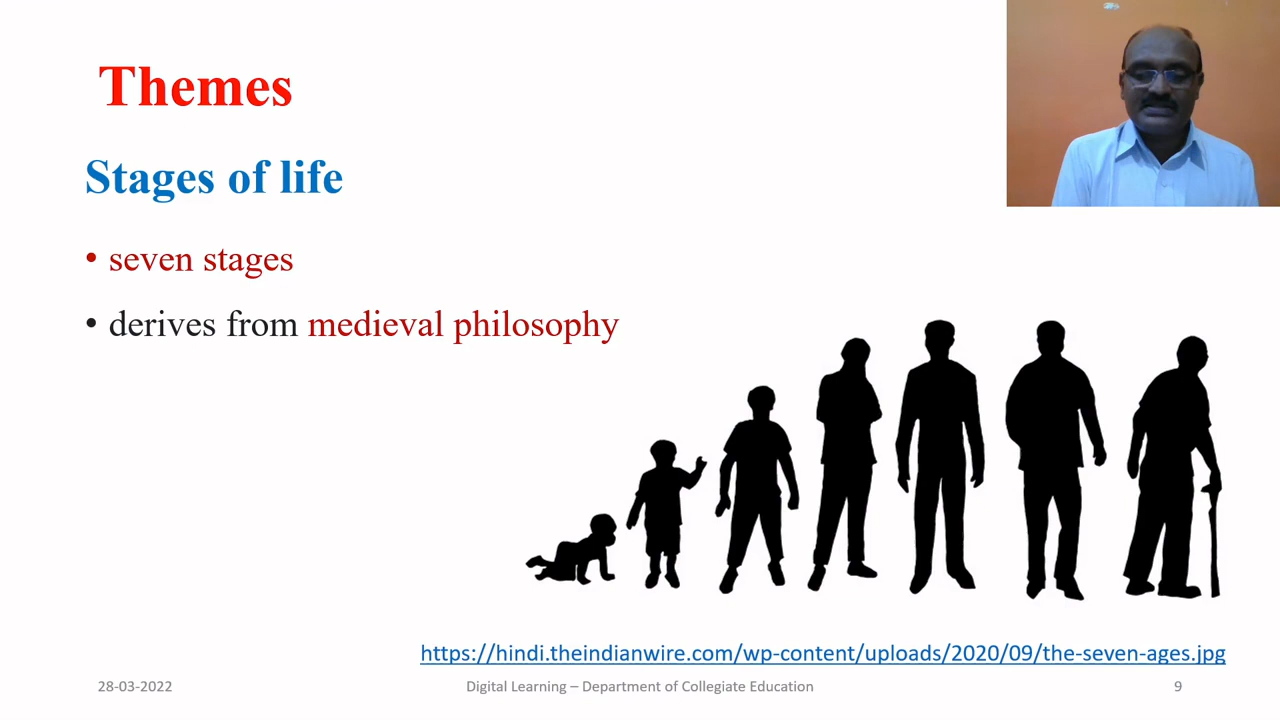 Themes
Stages of life
• seven stages
• derives from medieval philosophy
https://hindi.theindianwire.com/wp-content/uploads/2020/09/the-seven-ages.jpg
28-03-2022
Digital Learning – Department of Collegiate Education
9